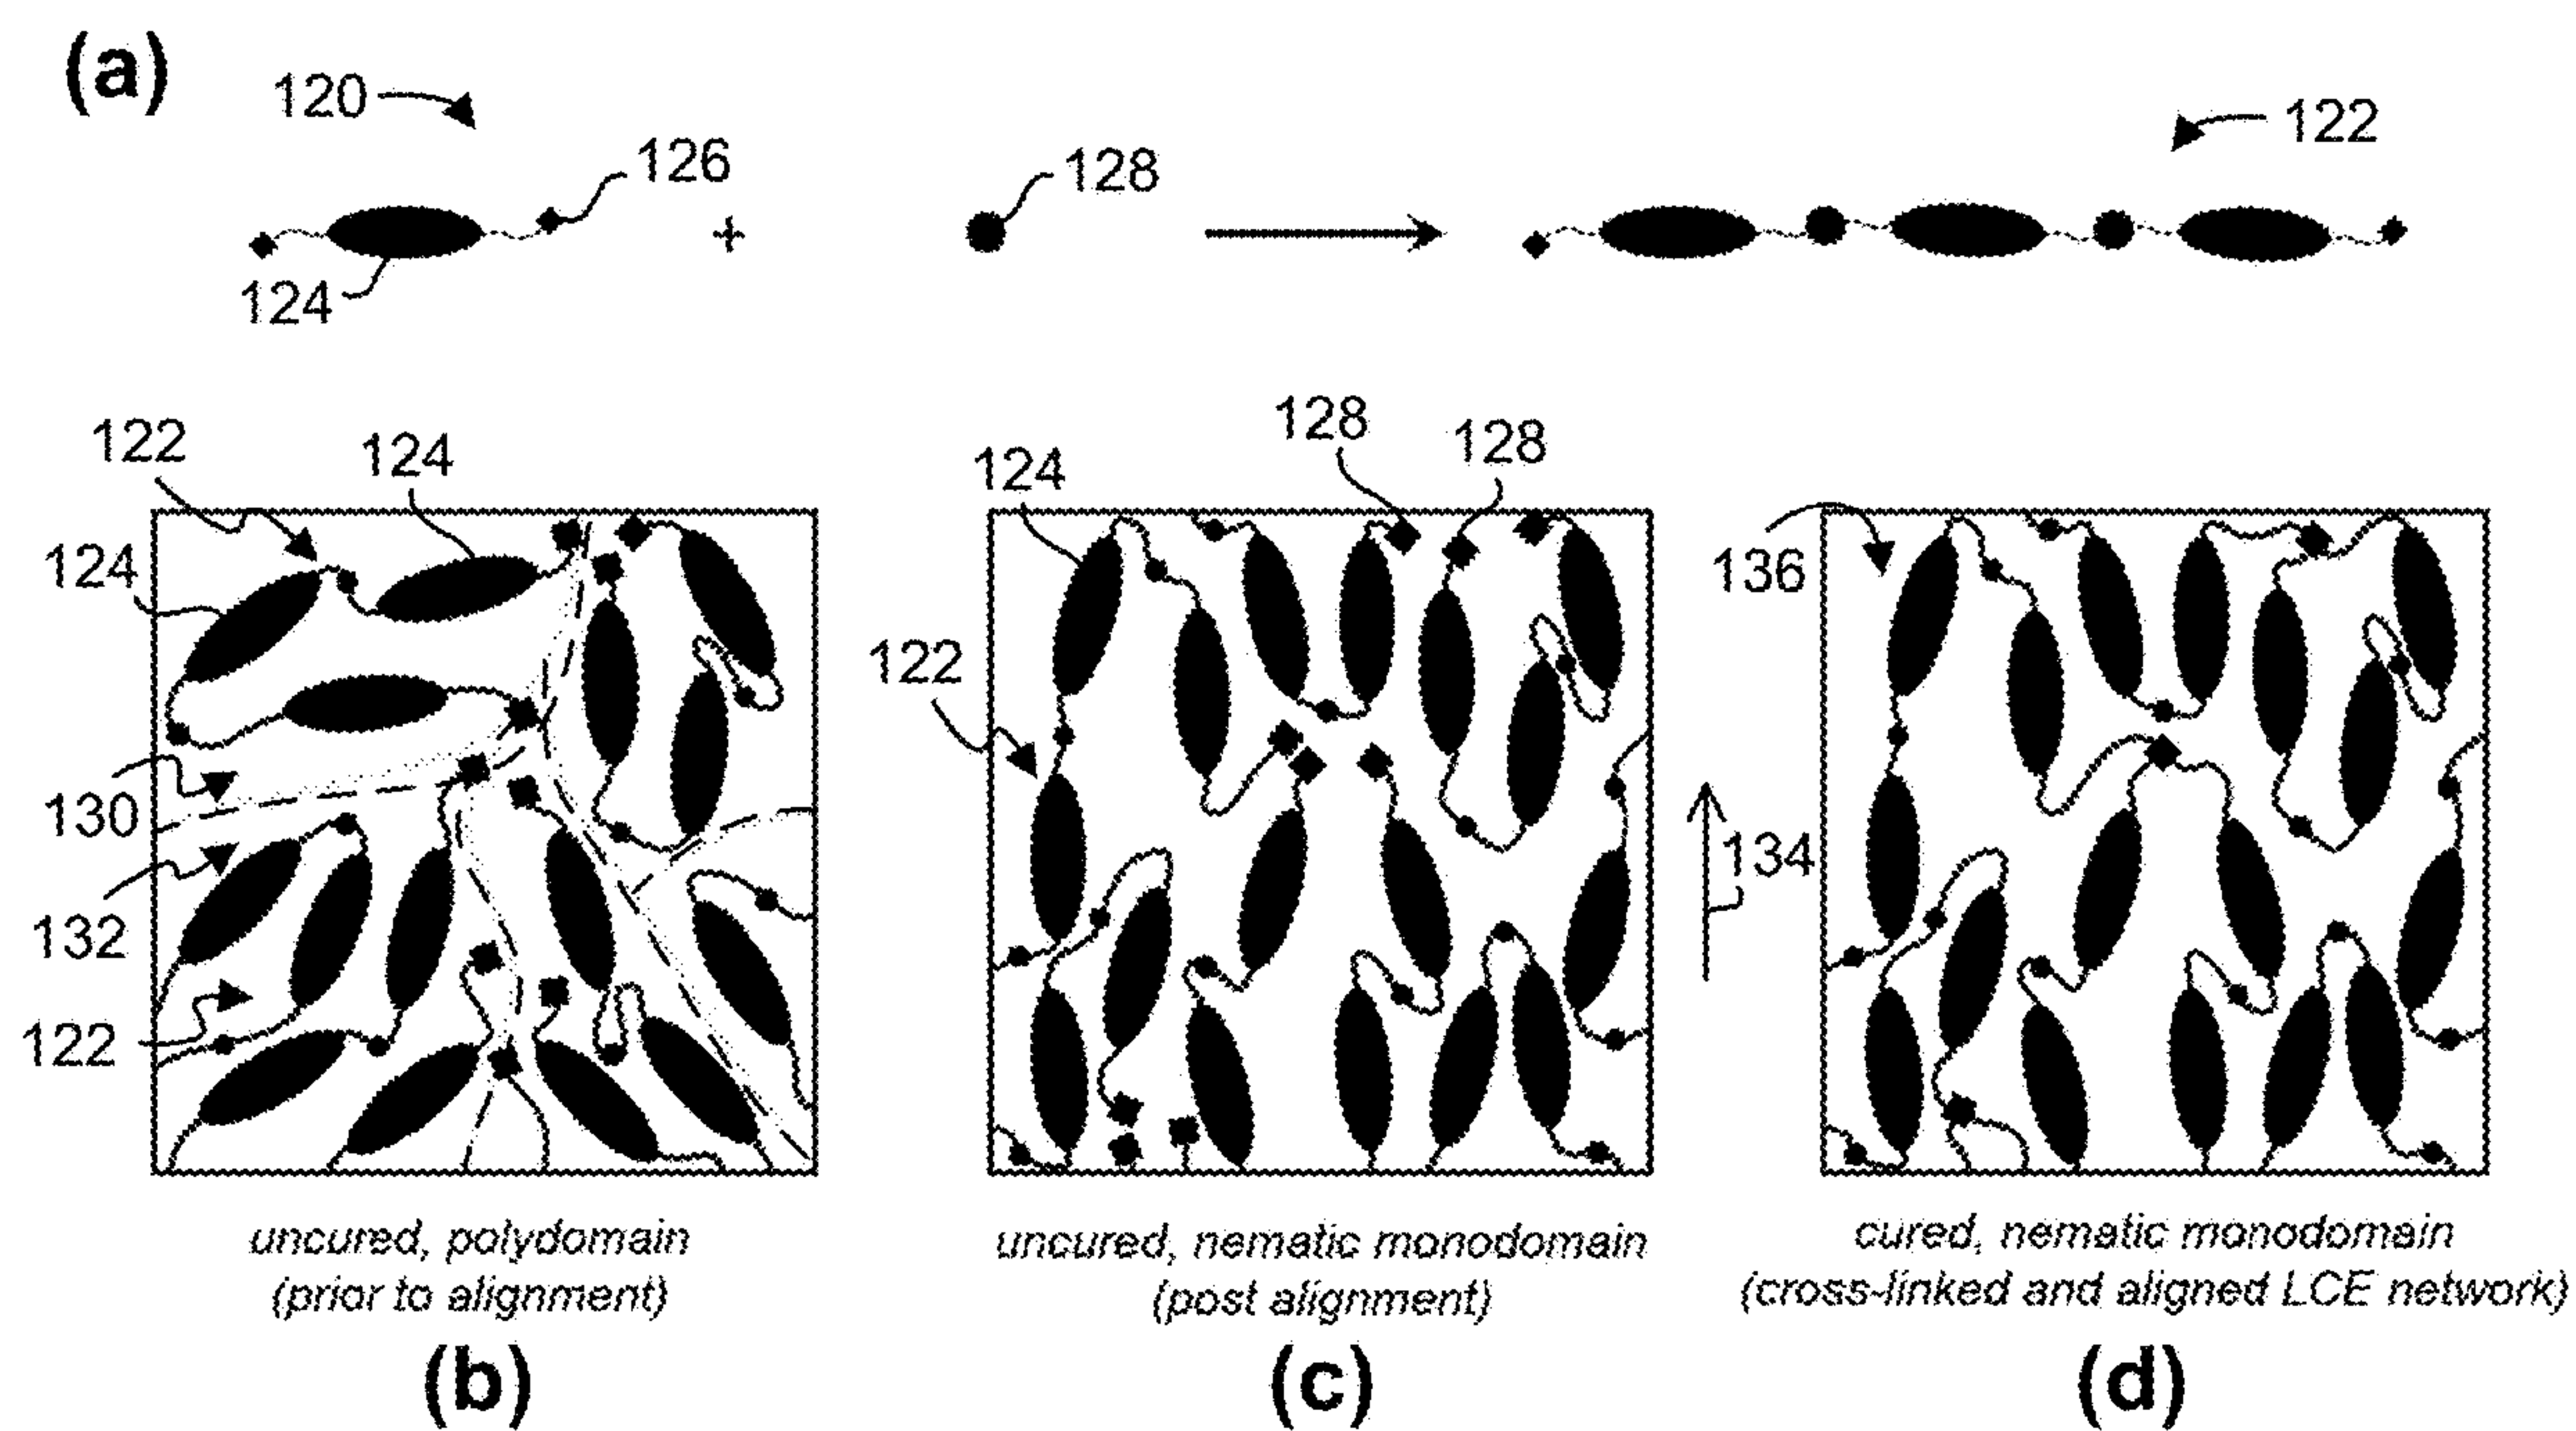 (a)
120
126
128
122
124
+
122
124
124
130
132
122
124
128
128
122
134
136
uncured, polydomain
(prior to alignment)
(b)
uncured, nematic monodomain
(post alignment)
(c)
cured, nematic monodomain
(cross-linked and aligned LCE network)
(d)